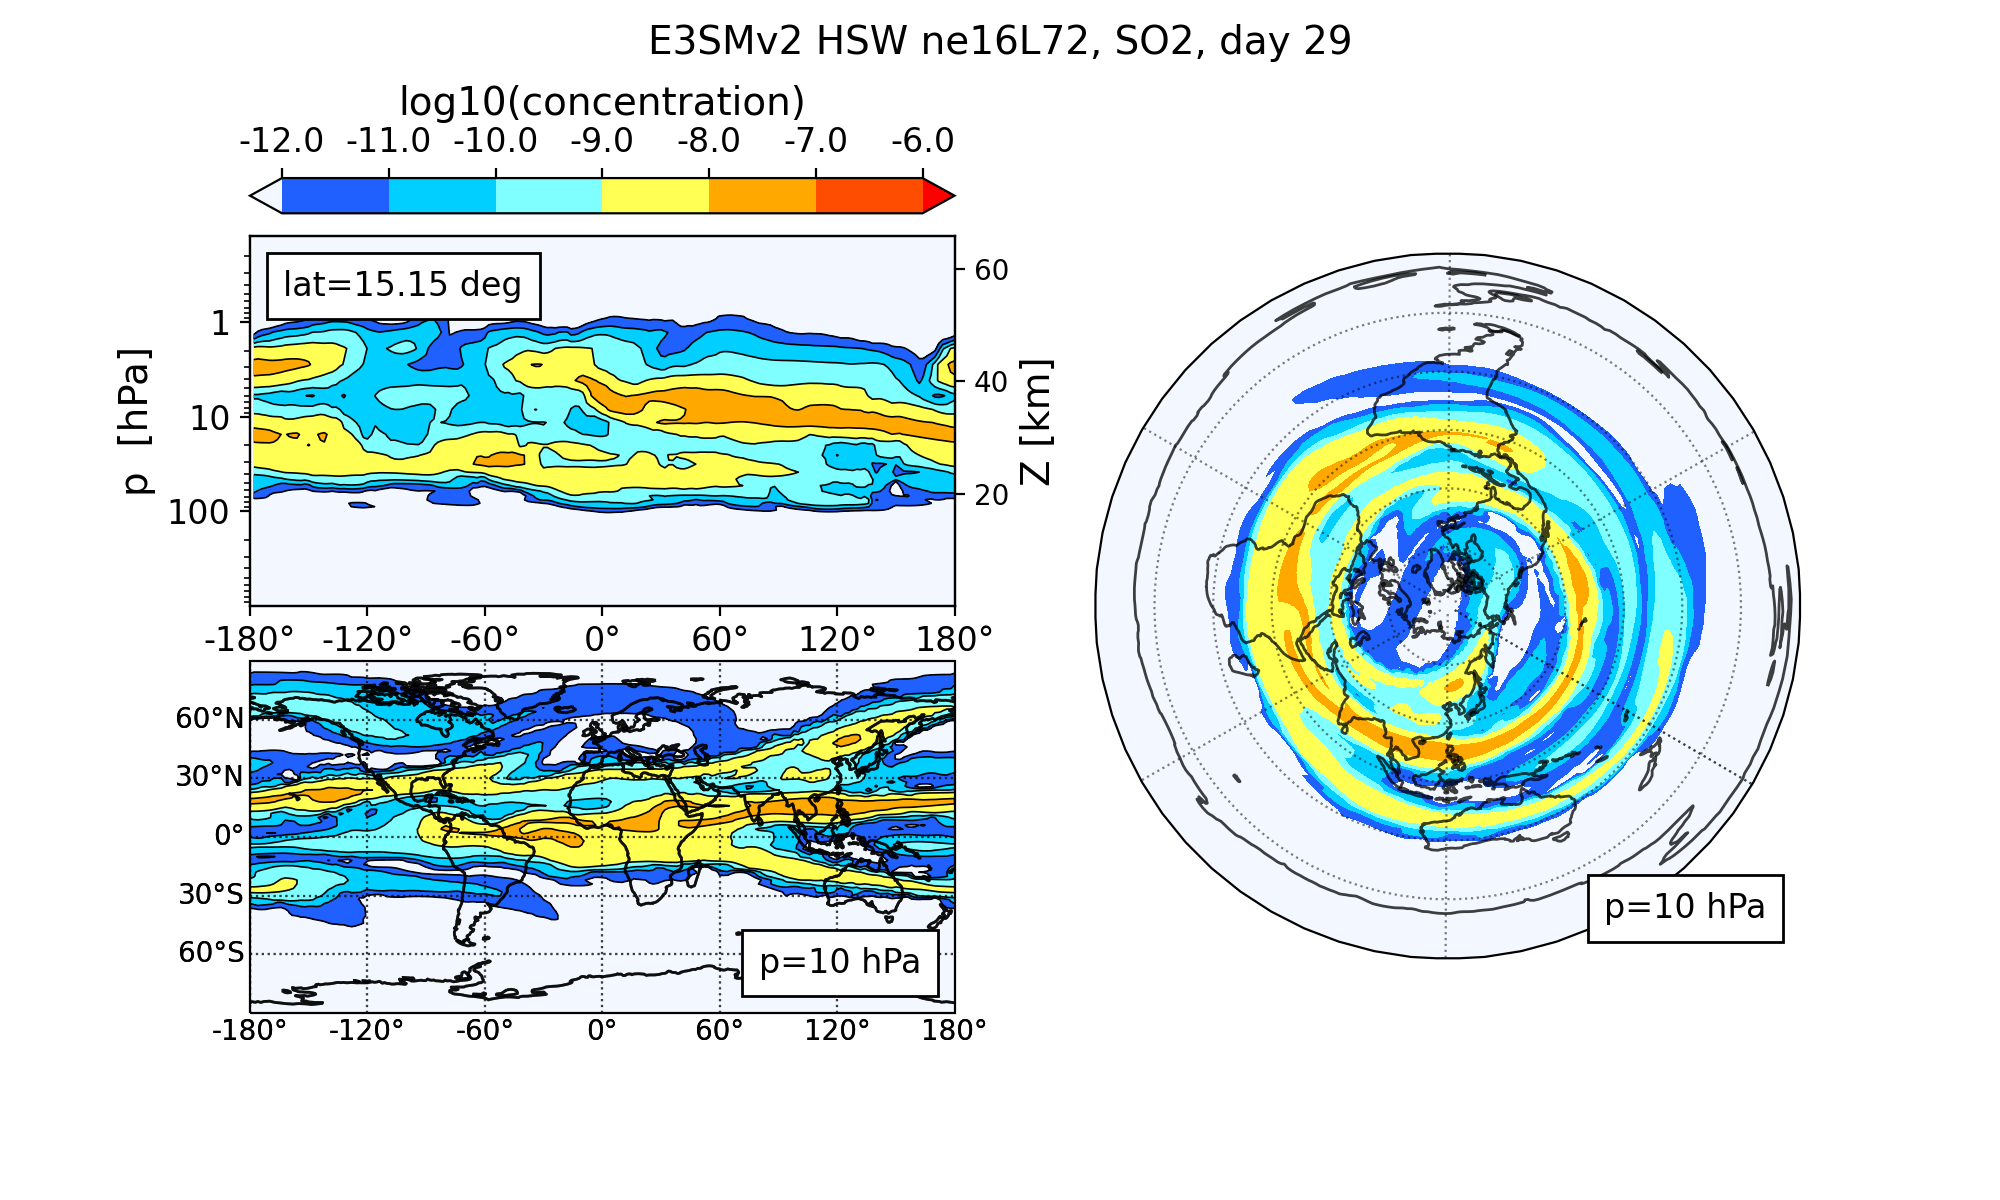 E3SMv2 HSW ne16L72, SO2, day 29
log10(concentration)
-12.0 -11.0 -10.0 -9.0 -8.0 -7.0 -6.0
lat=15.15 deg
p [hPa]
1
10
100
60
40
20
Z [km]
-180° -120° -60° 0° 60° 120° 180°
60°N
30°N
0°
30°S
60°S
p=10 hPa
-180° -120° -60° 0° 60° 120° 180°
p=10 hPa